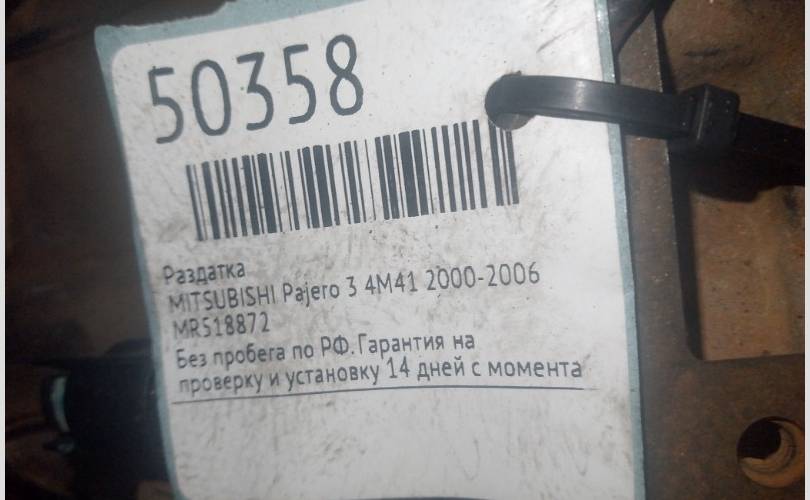 50358
Раздатка
MITSUBISHI Pajero 3 4M41 2000-2006
MR518872
Без пробега по РФ.Гарантия на
проверку и установку 14 дней с момента